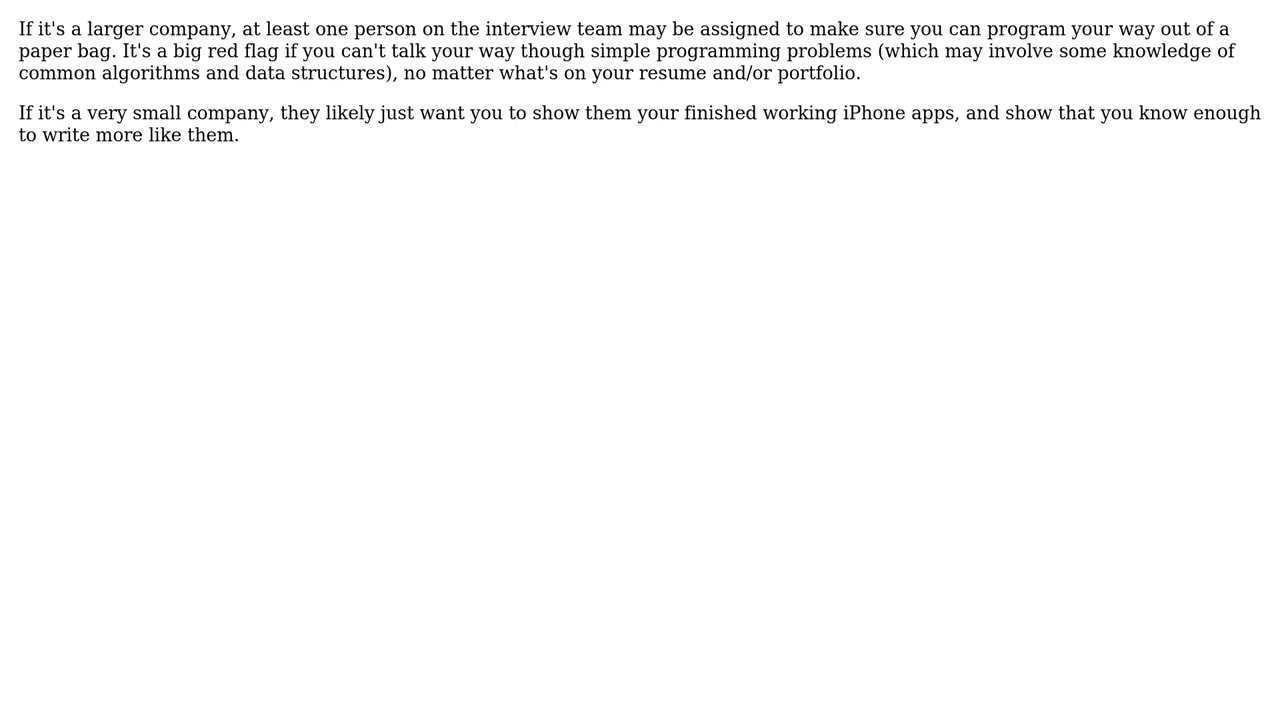 If it's a larger company, at least one person on the interview team may be assigned to make sure you can program your way out of a
paper bag. It's a big red flag if you can't talk your way though simple programming problems (which may involve some knowledge of
common algorithms and data structures), no matter what's on your resume and/or portfolio.
If it's a very small company, they likely just want you to show them your finished working iPhone apps, and show that you know enough
to write more like them.